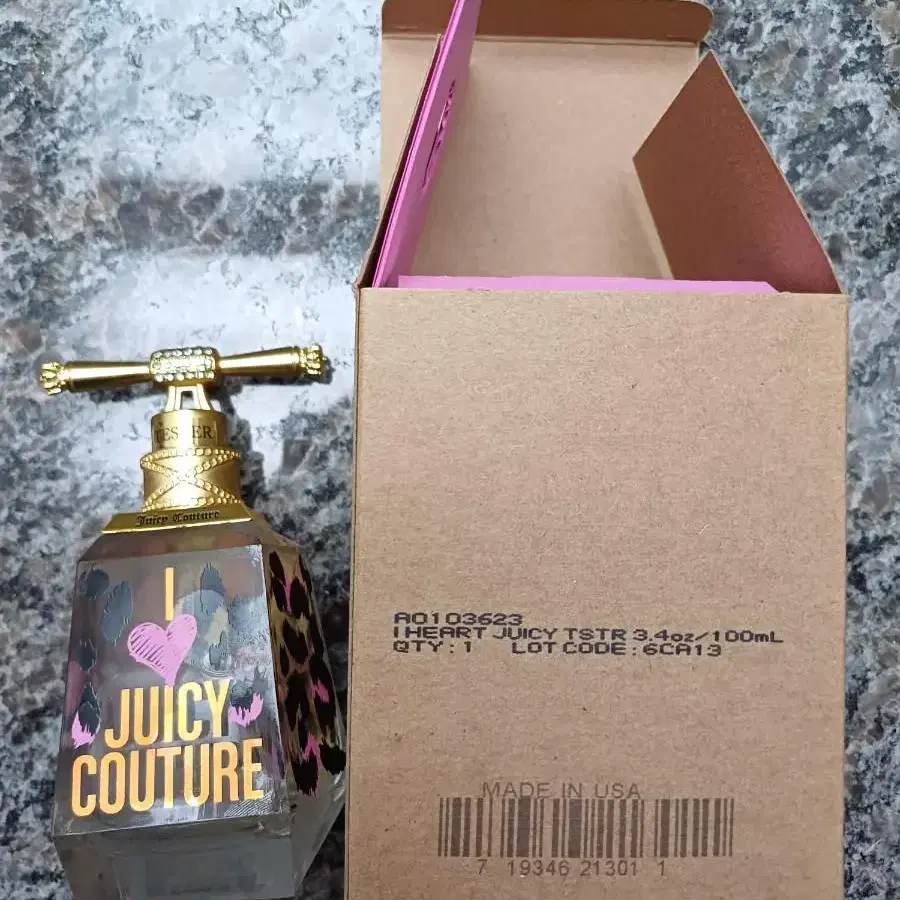 TESTER
Juicy Couture
I
JUICY
COUTURE
A0103623
I HEART JUICY TSTR 3.4oz/100mL
QTY : 1 LOT CODE : 6CA13
MADE IN USA
7 19346 21301 1